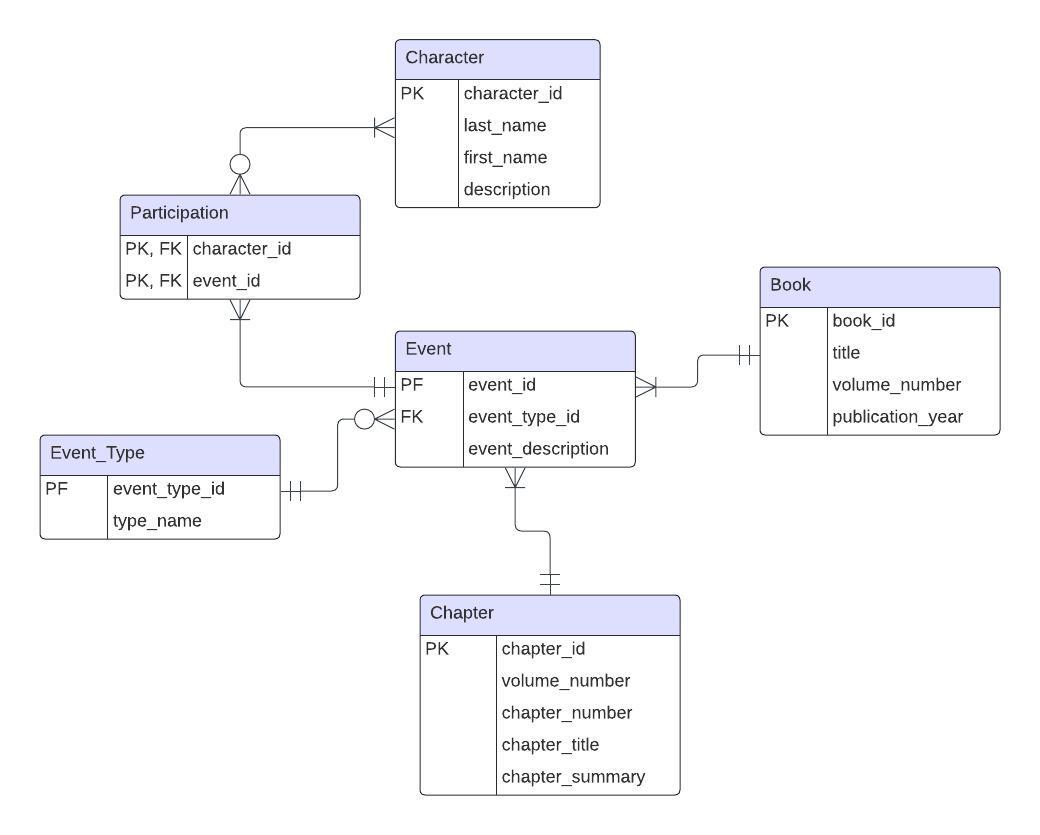 Character
PK character_id
last_name
first_name
description
Participation
PK, FK character_id
PK, FK event_id
Book
PK book_id
title
volume_number
publication_year
Event
PF event_id
FK event_type_id
event_description
Event_Type
PF event_type_id
type_name
Chapter
PK chapter_id
volume_number
chapter_number
chapter_title
chapter_summary